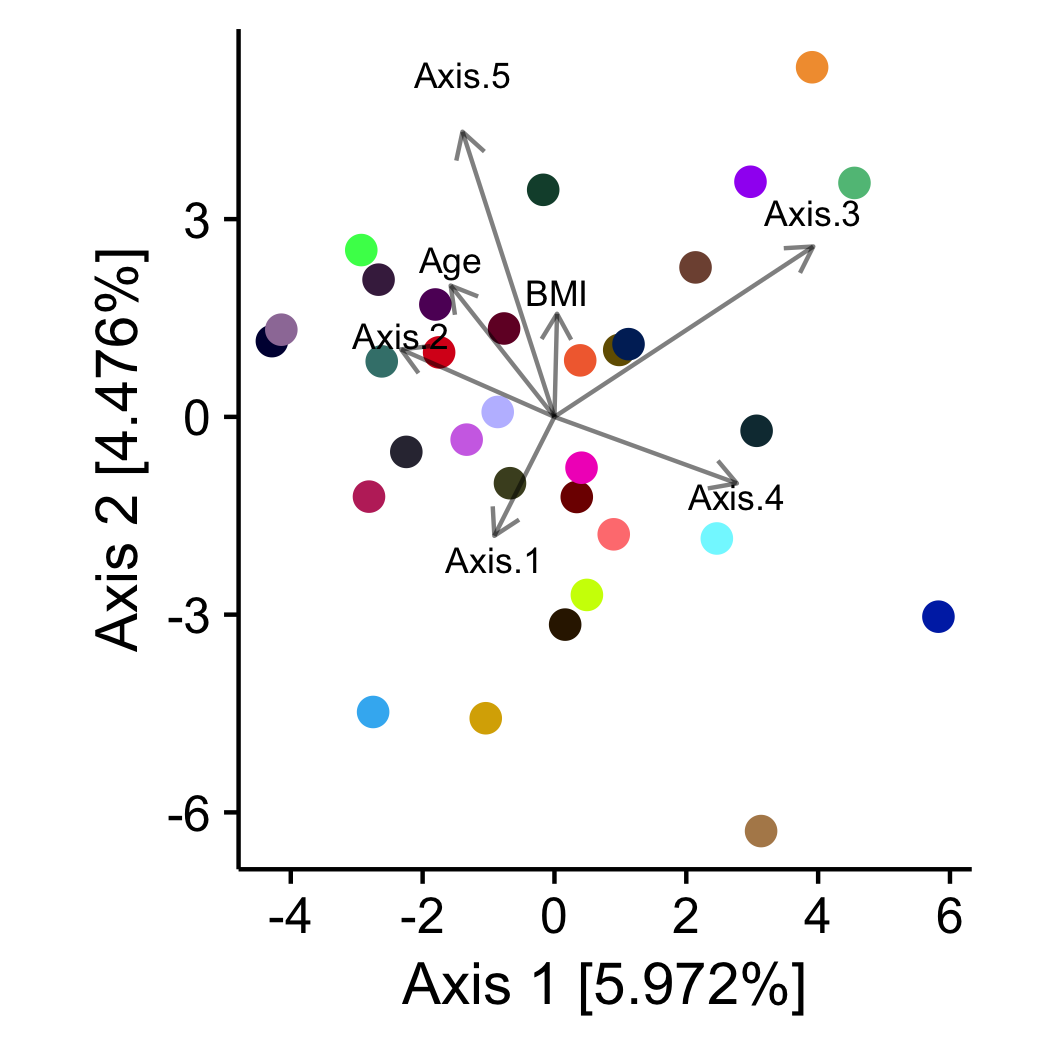 Axis.5
Axis.3
Age
BMI
Axis.2
Axis.4
Axis.1
3
0
-3
-6
Axis 2 [4.476%]
-4 -2 0 2 4 6
Axis 1 [5.972%]